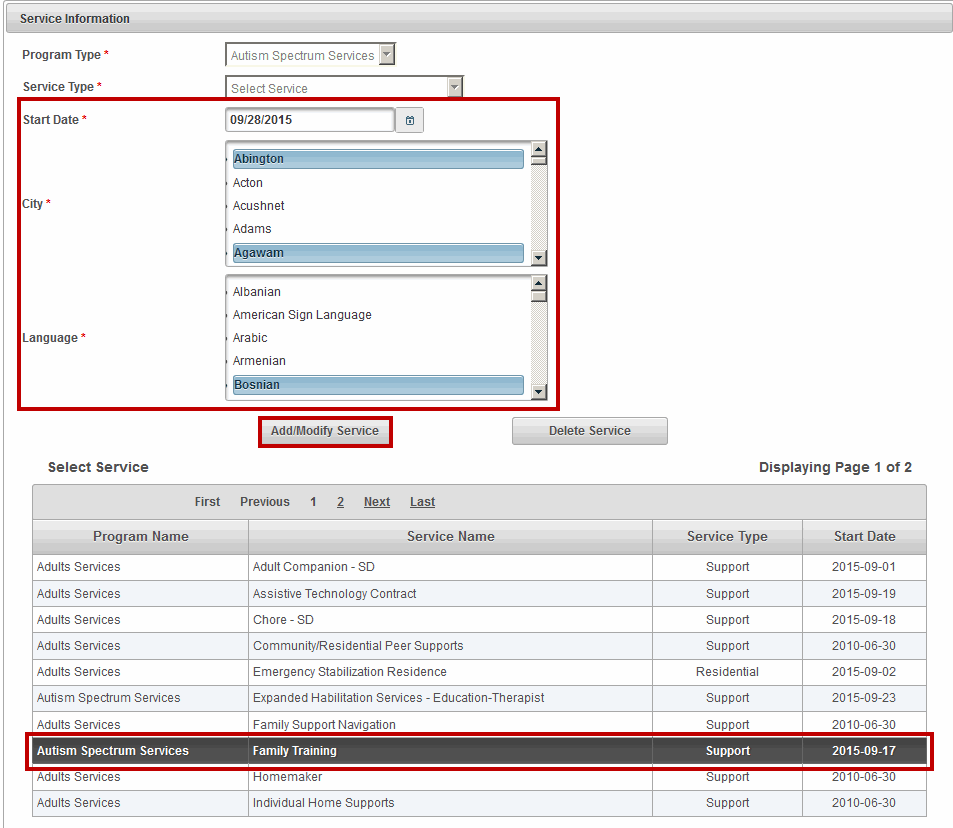 Service Information
Program Type * Autism Spectrum Services
Service Type * Select Service
Start Date * 09/28/2015
City *
Abington
Acton
Acushnet
Adams
Agawam
Language *
Albanian
American Sign Language
Arabic
Armenian
Bosnian
Add/Modify Service Delete Service
Select Service Displaying Page 1 of 2
First Previous 1 2 Next Last
Program Name Service Name Service Type Start Date
Adults Services Adult Companion - SD Support 2015-09-01
Adults Services Assistive Technology Contract Support 2015-09-19
Adults Services Chore - SD Support 2015-09-18
Adults Services Community/Residential Peer Supports Support 2010-06-30
Adults Services Emergency Stabilization Residence Residential 2015-09-02
Autism Spectrum Services Expanded Habilitation Services - Education-Therapist Support 2015-09-23
Adults Services Family Support Navigation Support 2010-06-30
Autism Spectrum Services Family Training Support 2015-09-17
Adults Services Homemaker Support 2010-06-30
Adults Services Individual Home Supports Support 2010-06-30